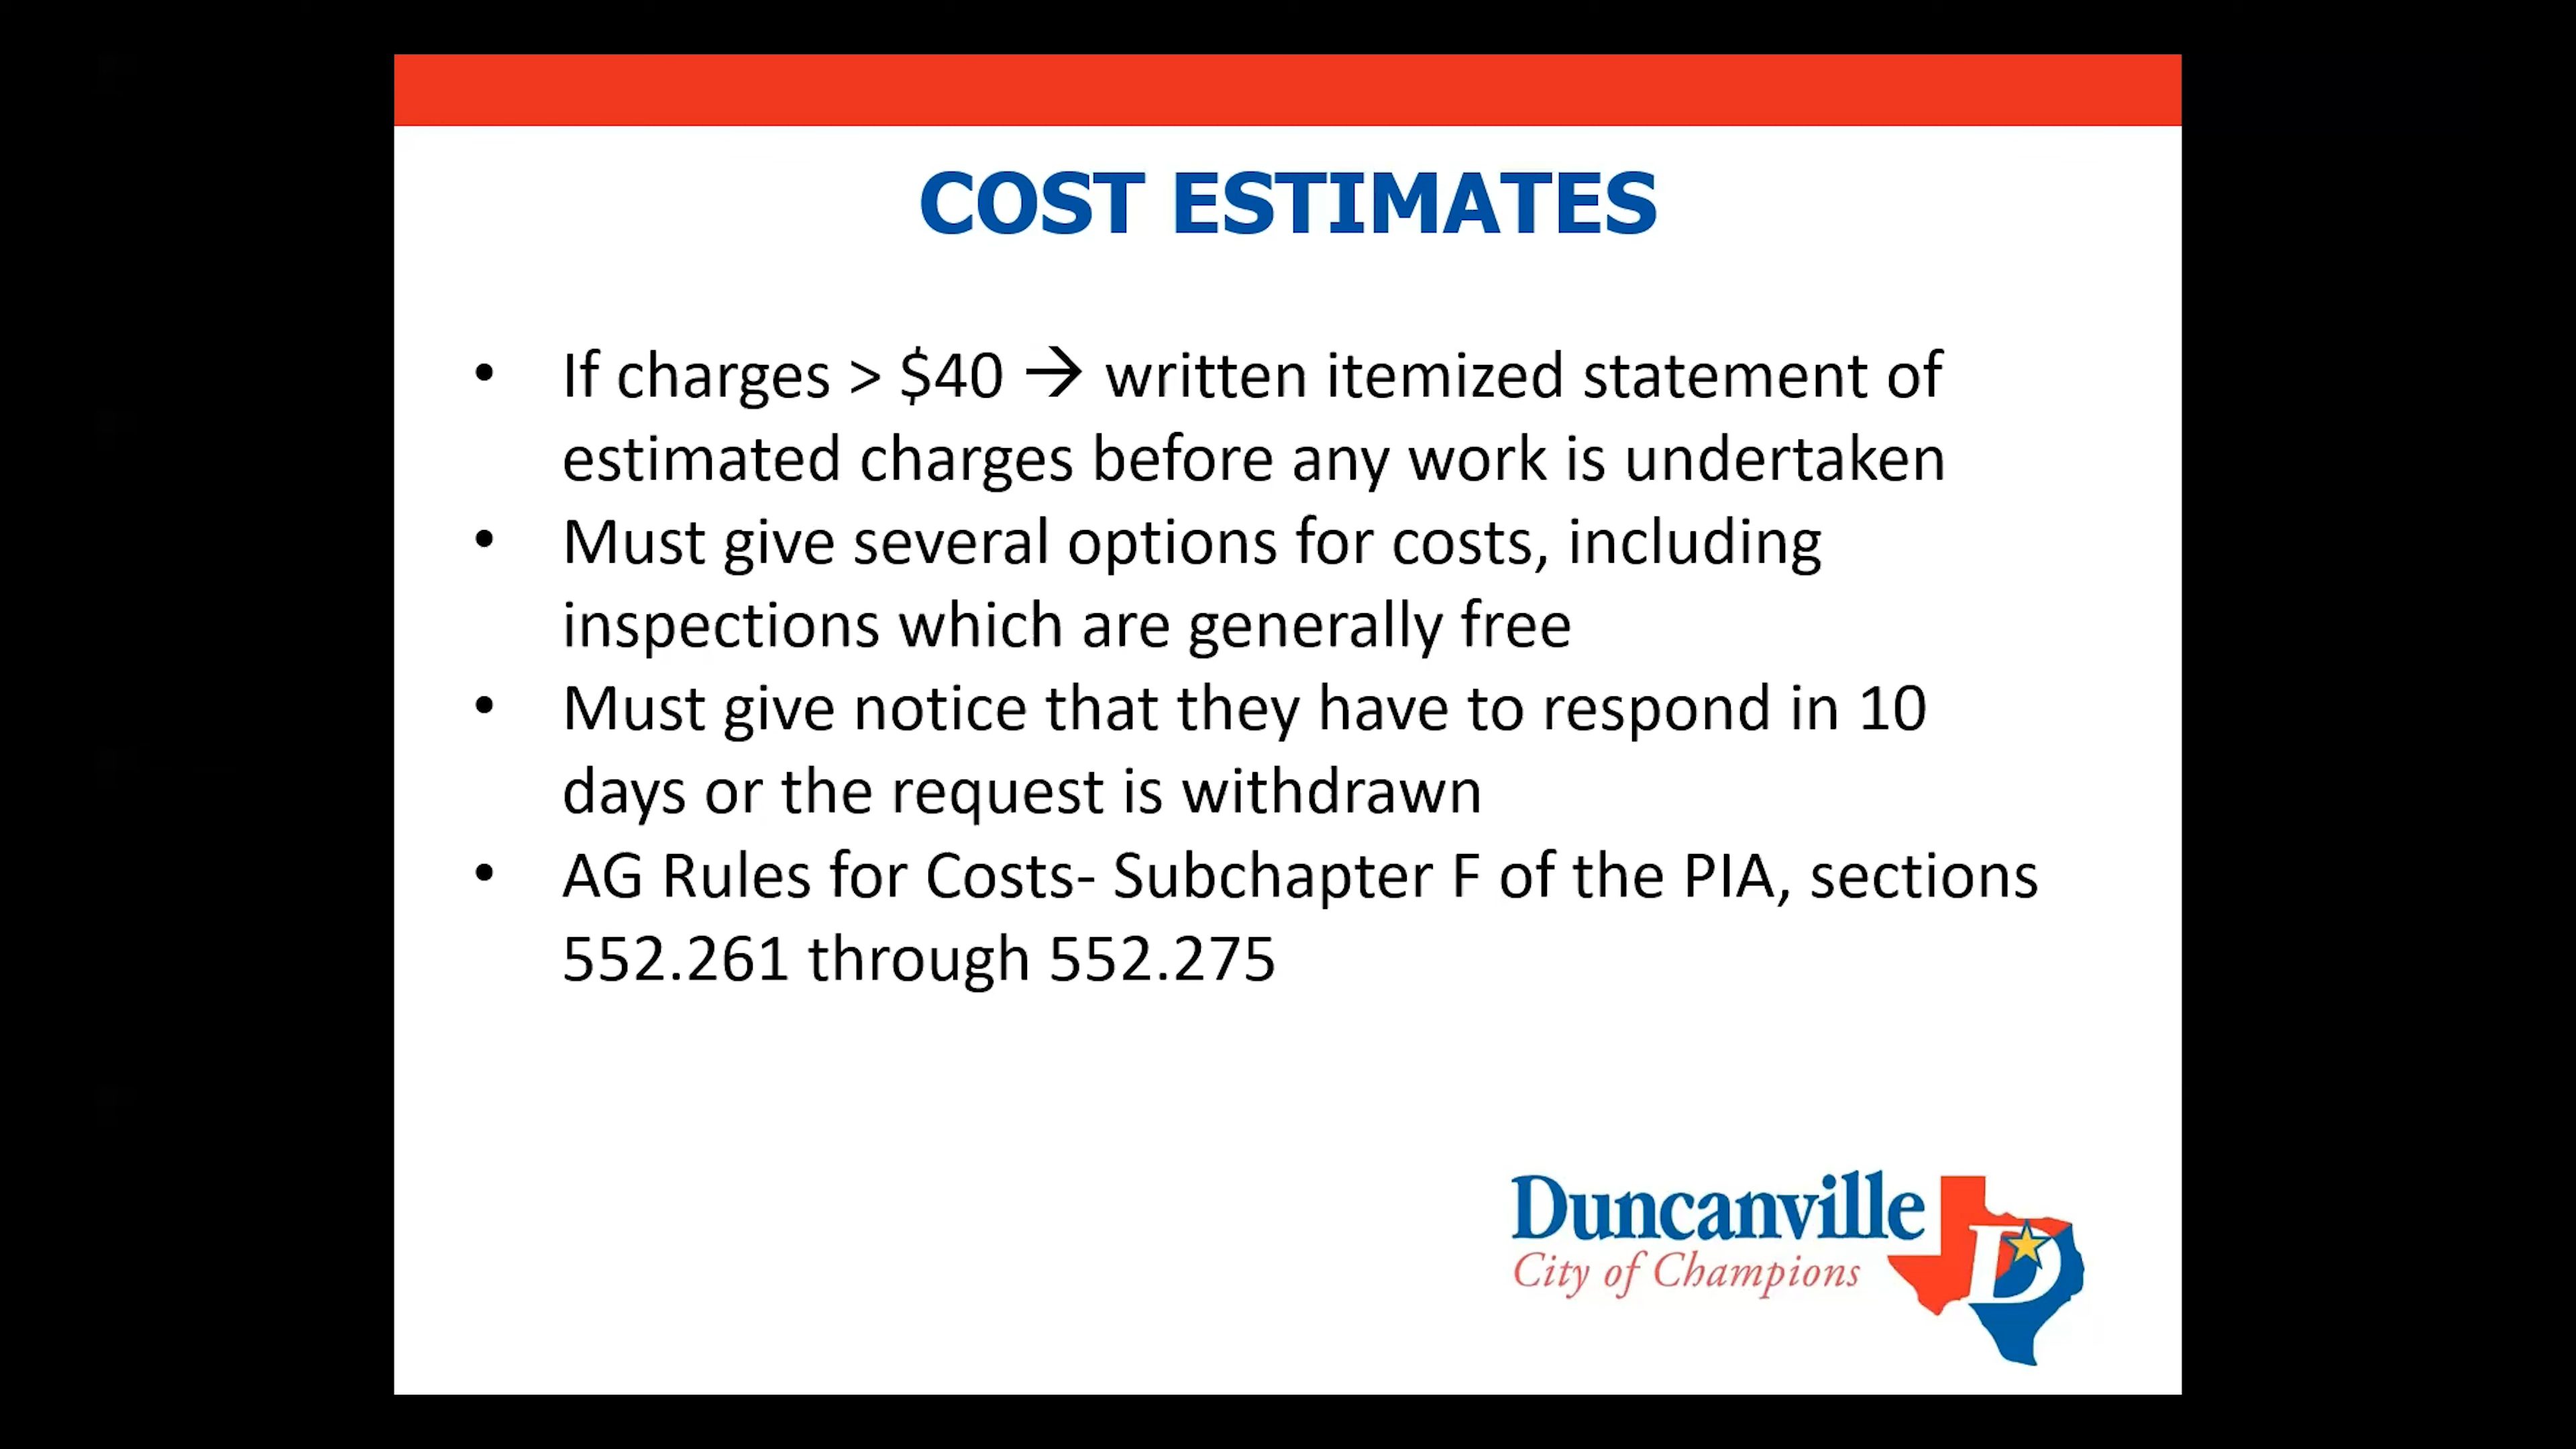 COST ESTIMATES
• If charges > $40 → written itemized statement of
estimated charges before any work is undertaken
• Must give several options for costs, including
inspections which are generally free
• Must give notice that they have to respond in 10
days or the request is withdrawn
• AG Rules for Costs- Subchapter F of the PIA, sections
552.261 through 552.275
Duncanville
City of Champions
D